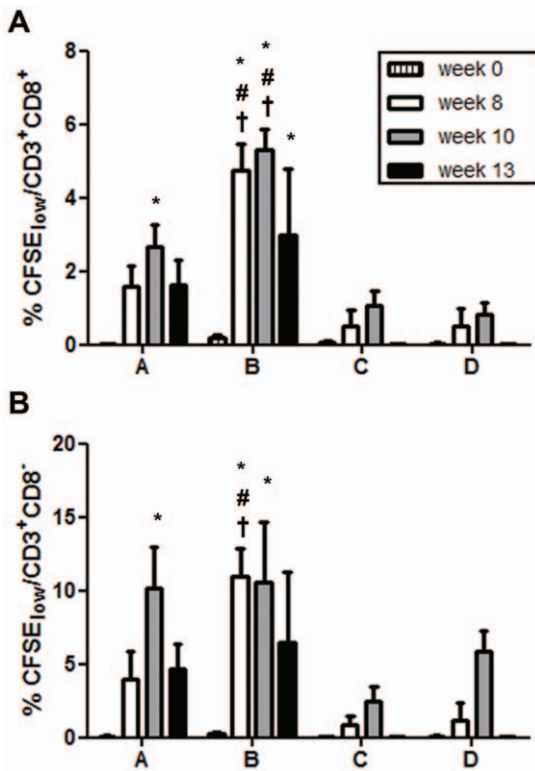 A
% CFSElow/CD3+CD8+
8
6
4
2
0
*
*
#
†
*
#
†
*
week 0
week 8
week 10
week 13
A B C D
B
% CFSElow/CD3+CD8-
20
15
10
5
0
*
*
#
†
*
A B C D